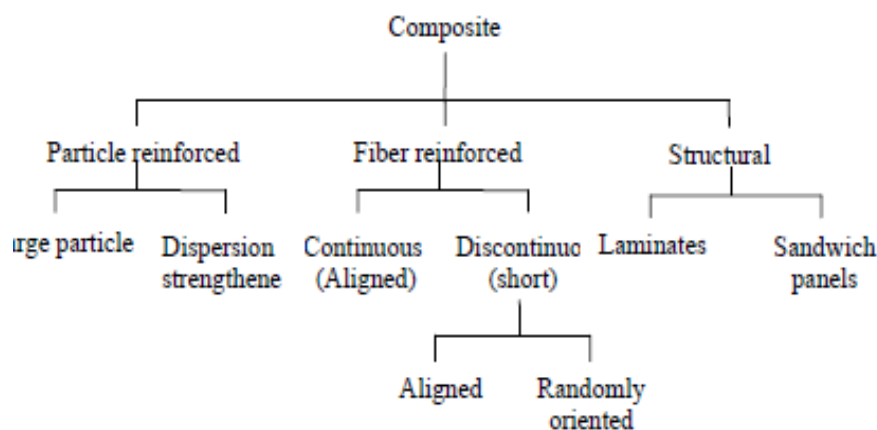 Composite
Particle reinforced
Fiber reinforced
Structural
arge particle
Dispersion
strengthene
Continuous
(Aligned)
Discontinuo
(short)
Laminates
Sandwich
panels
Aligned
Randomly
oriented